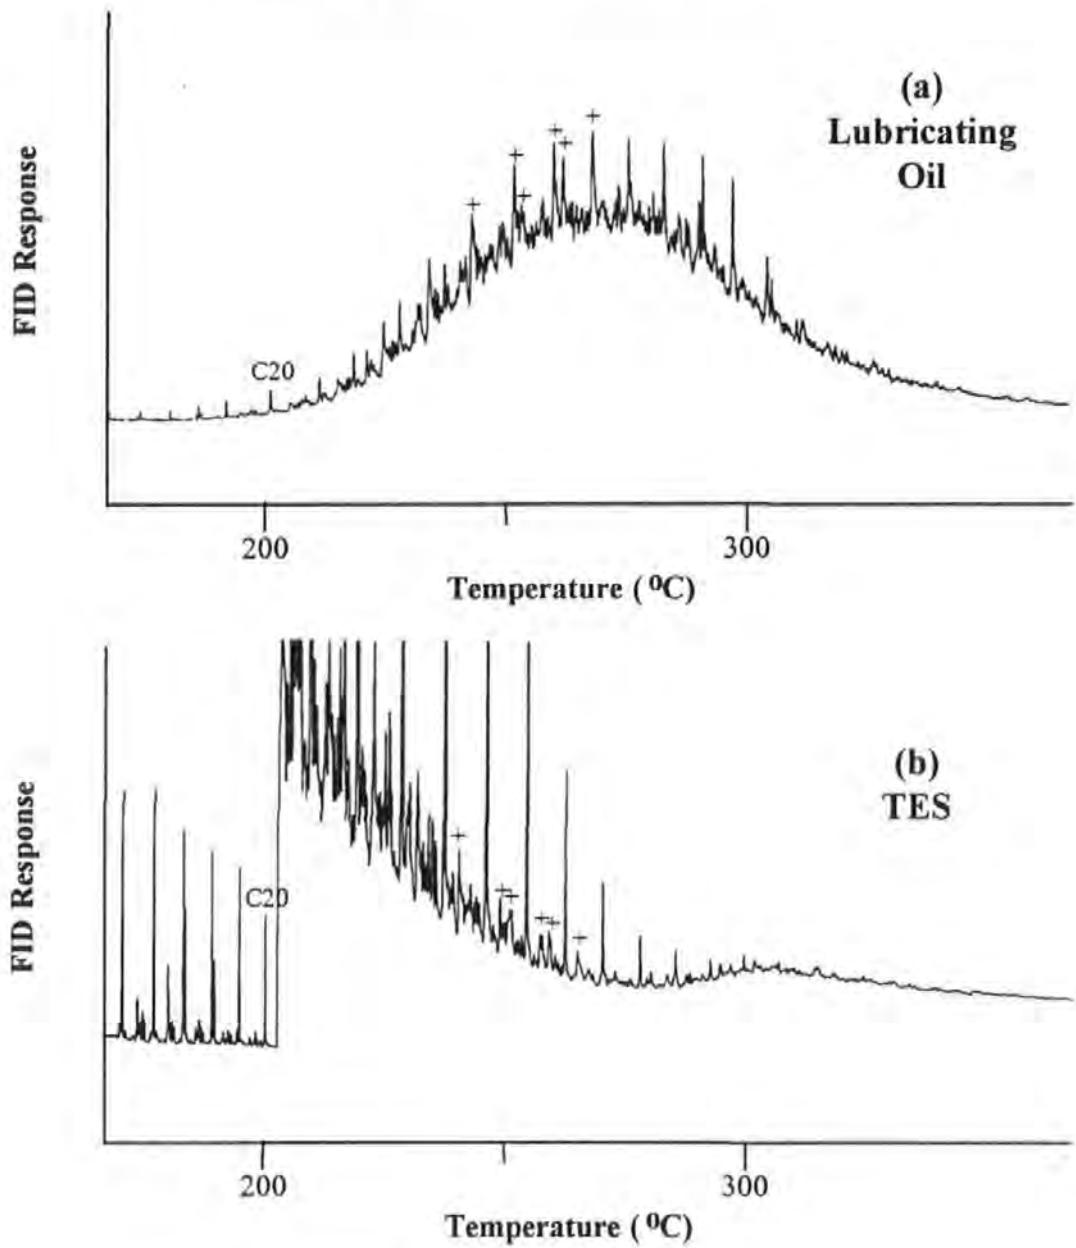 (a)
Lubricating
Oil
FID Response
+ + + + + +
C20
200 300
Temperature (⁰C)
(b)
TES
FID Response
C20
+ + + + + +
200 300
Temperature (⁰C)